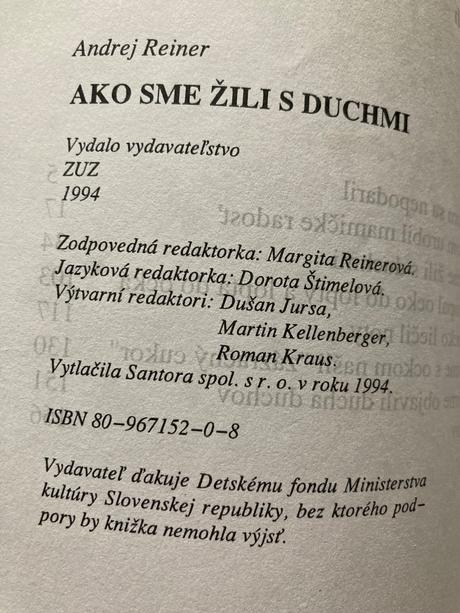 Andrej Reiner
AKO SME ŽILI S DUCHMI
Vydalo vydavateľstvo
ZUZ
1994
Zodpovedná redaktorka: Margita Reinerová.
Jazyková redaktorka: Dorota Štimelová.
Výtvarní redaktori: Dušan Jursa,
Martin Kellenberger,
Roman Kraus.
Vytlačila Santora spol. s r. o. v roku 1994.
ISBN 80–967152–0–8
Vydavateľ ďakuje Detskému fondu Ministerstva
kultúry Slovenskej republiky, bez ktorého pod-
pory by knižka nemohla výjsť.